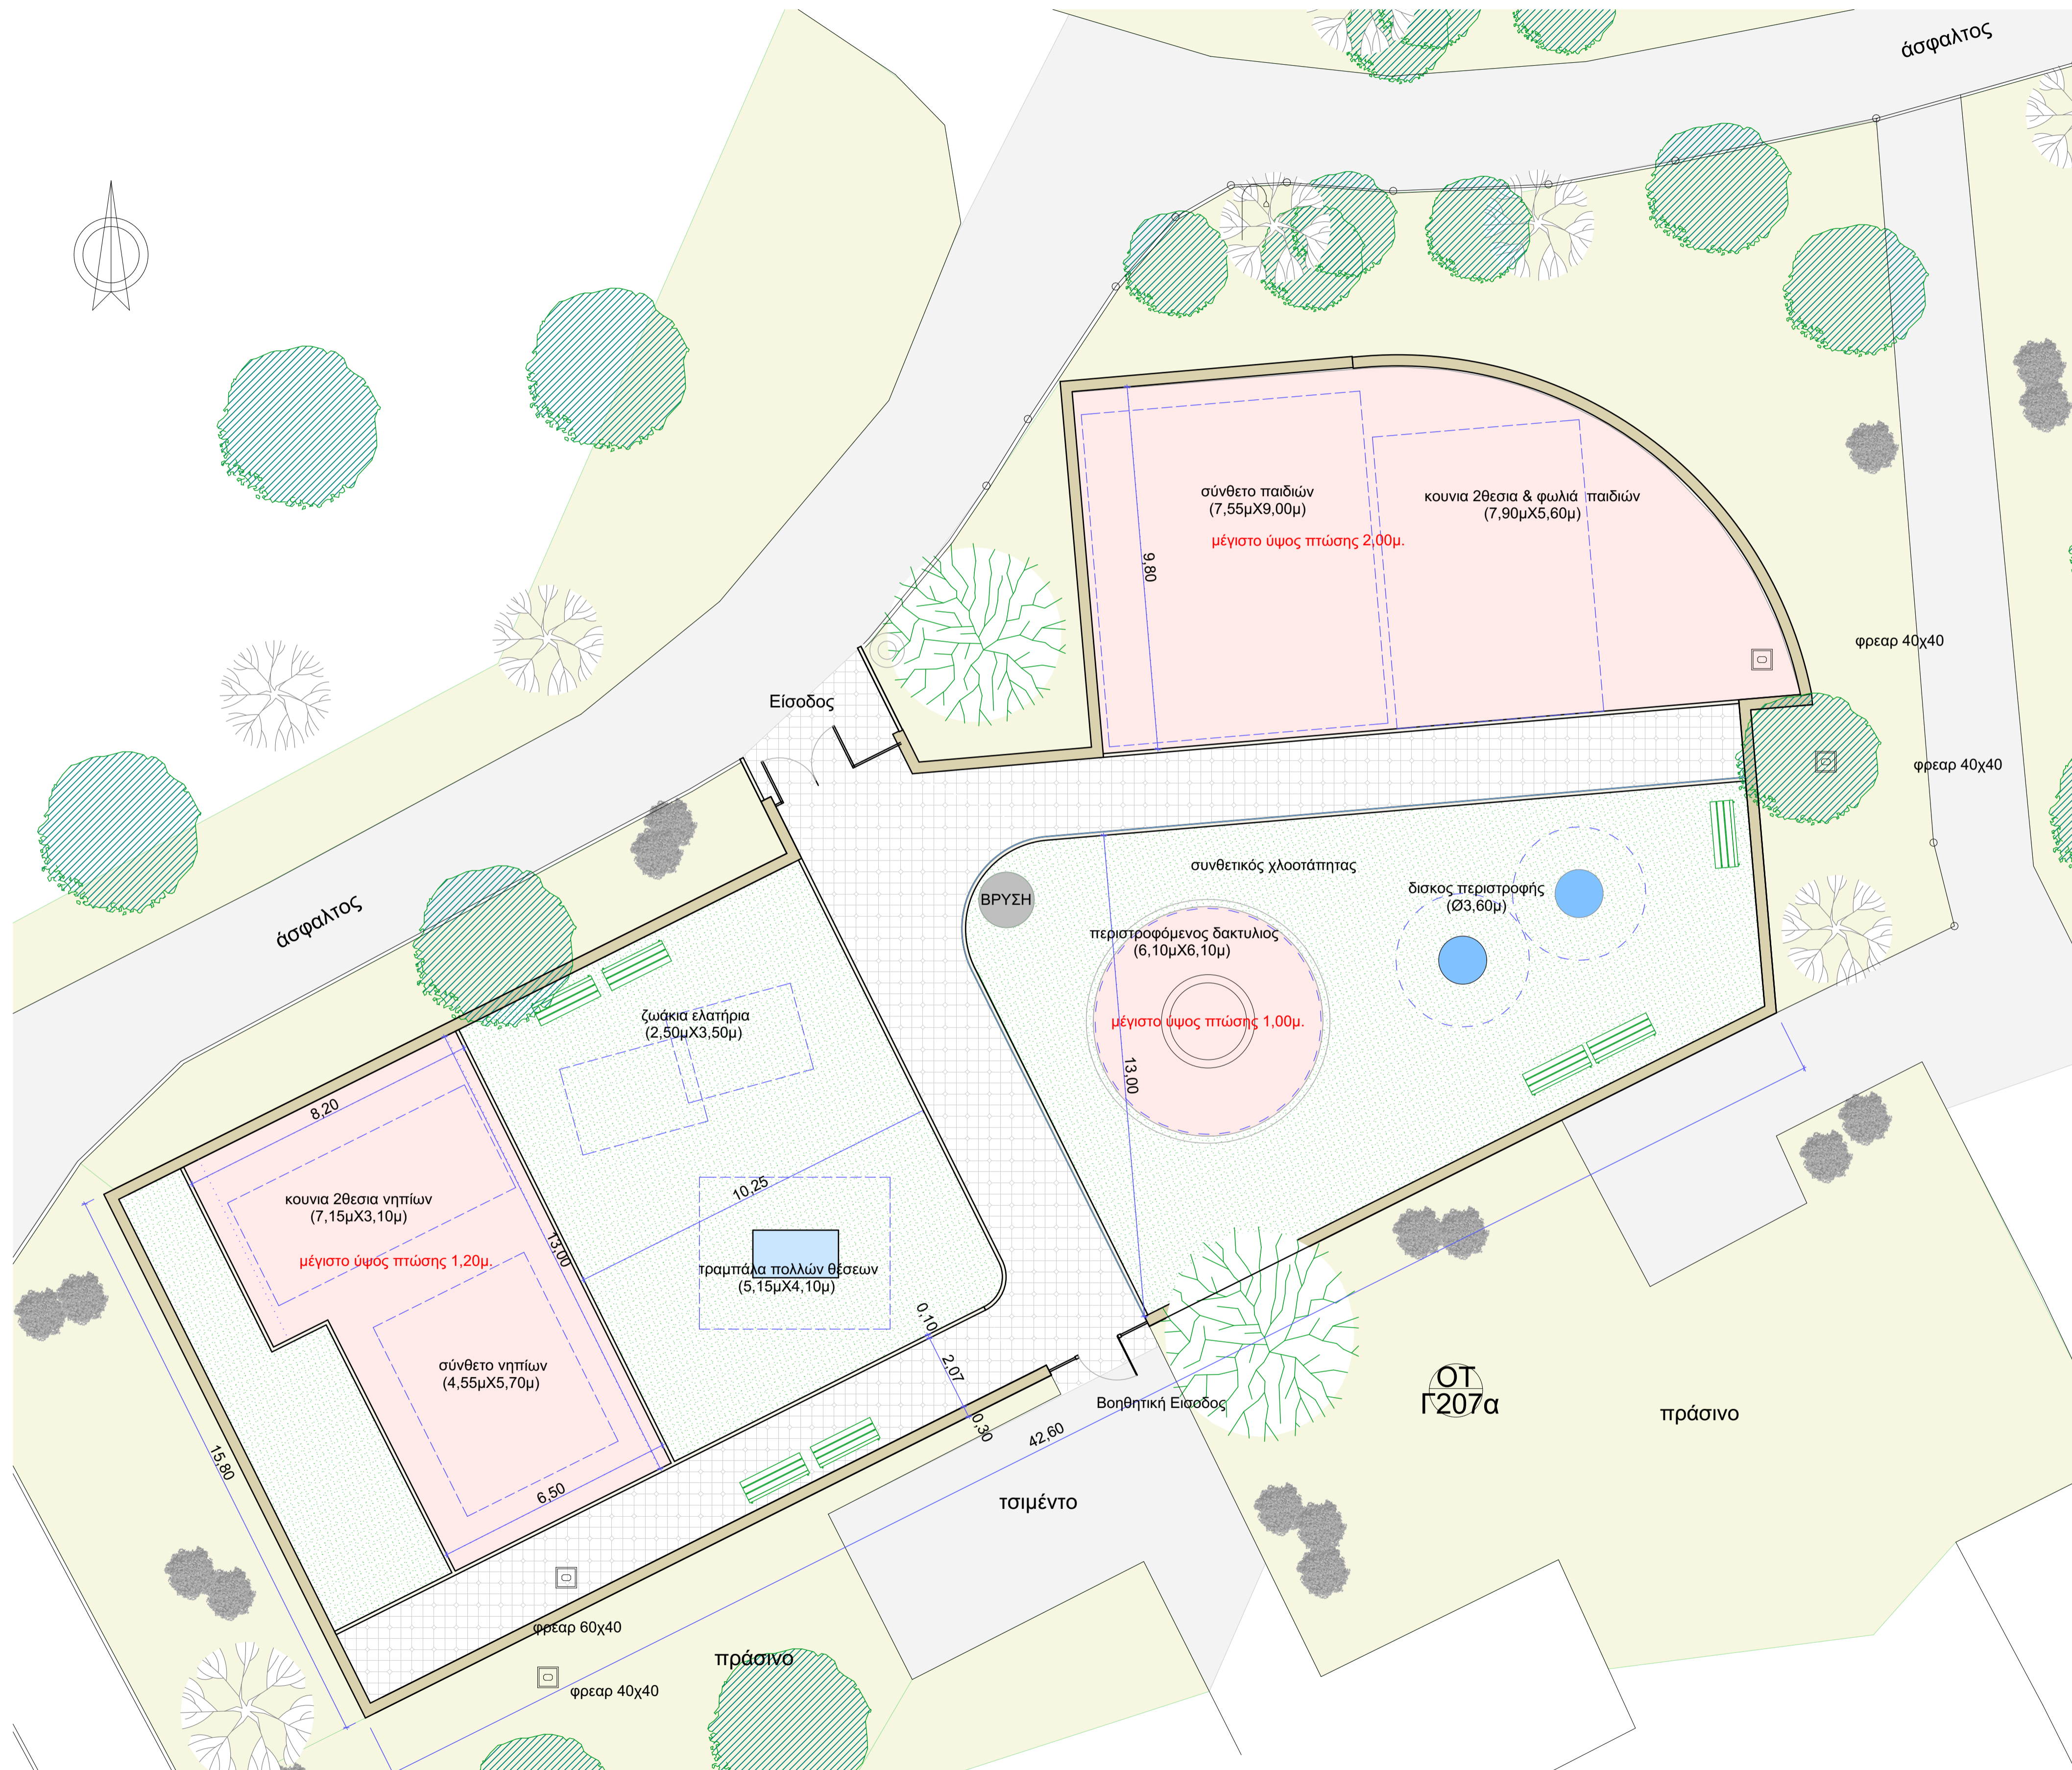 άσφαλτος
σύνθετο παιδιών
(7,55μΧ9,00μ)
κουνια 2θεσια & φωλιά παιδιών
(7,90μΧ5,60μ)
μέγιστο ύψος πτώσης 2,00μ.
9,80
φρεαρ 40χ40
Είσοδος
φρεαρ 40χ40
συνθετικός χλοοτάπητας
ΒΡΥΣΗ
δισκος περιστροφής
(Ø3,60μ)
άσφαλτος
περιστροφόμενος δακτυλιος
(6,10μΧ6,10μ)
ζωάκια ελατήρια
(2,50μΧ3,50μ)
μέγιστο ύψος πτώσης 1,00μ.
13,00
8,20
κουνια 2θεσια νηπίων
(7,15μΧ3,10μ)
10,25
13,00
μέγιστο ύψος πτώσης 1,20μ.
τραμπάλα πολλών θέσεων
(5,15μΧ4,10μ)
0,10
σύνθετο νηπίων
(4,55μΧ5,70μ)
2,07
ΟΤ
Γ207α
Βοηθητική Εισοδος
πράσινο
0,30
42,60
15,80
6,50
τσιμέντο
φρεαρ 60χ40
πράσινο
φρεαρ 40χ40